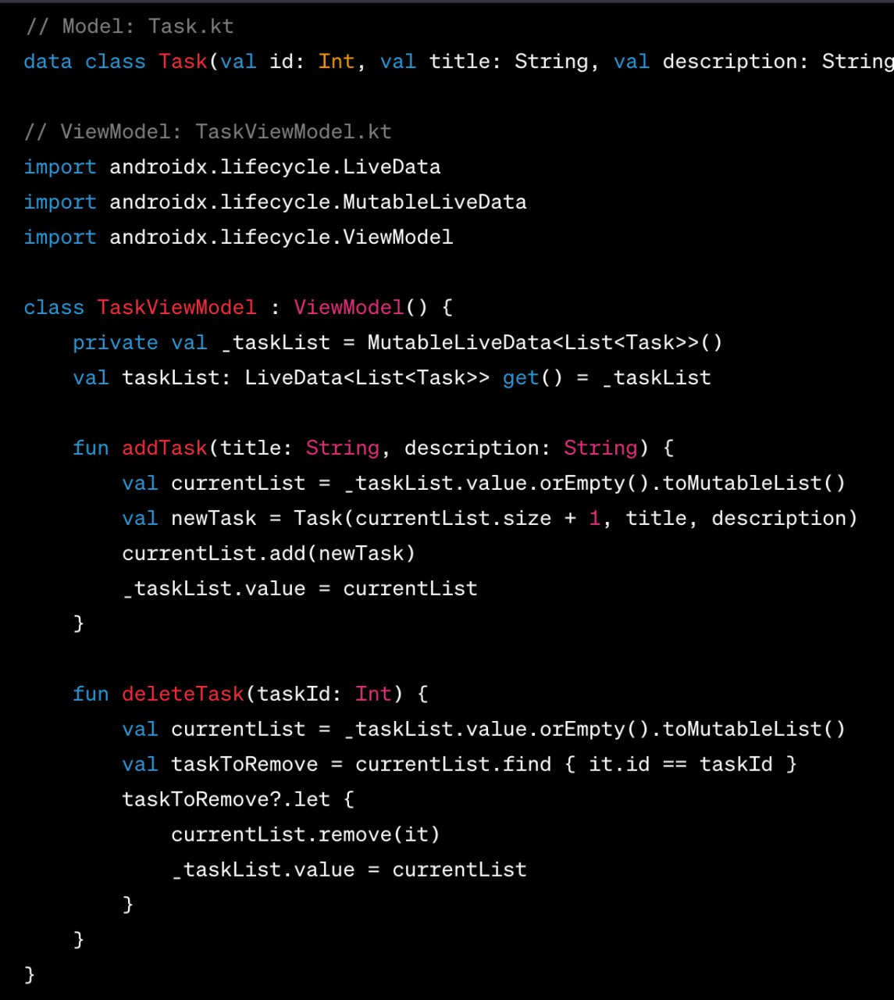 // Model: Task.kt
data class Task(val id: Int, val title: String, val description: String

// ViewModel: TaskViewModel.kt
import androidx.lifecycle.LiveData
import androidx.lifecycle.MutableLiveData
import androidx.lifecycle.ViewModel

class TaskViewModel : ViewModel() {
    private val _taskList = MutableLiveData<List<Task>>()
    val taskList: LiveData<List<Task>> get() = _taskList

    fun addTask(title: String, description: String) {
        val currentList = _taskList.value.orEmpty().toMutableList()
        val newTask = Task(currentList.size + 1, title, description)
        currentList.add(newTask)
        _taskList.value = currentList
    }

    fun deleteTask(taskId: Int) {
        val currentList = _taskList.value.orEmpty().toMutableList()
        val taskToRemove = currentList.find { it.id == taskId }
        taskToRemove?.let {
            currentList.remove(it)
            _taskList.value = currentList
        }
    }
}